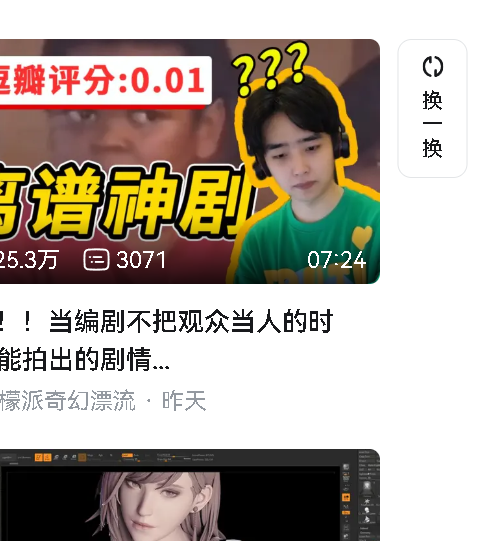 豆瓣评分:0.01
???
离谱神剧
25.3万
3071
07:24
！！当编剧不把观众当人的时
能拍出的剧情...
檬派奇幻漂流 · 昨天
换一换